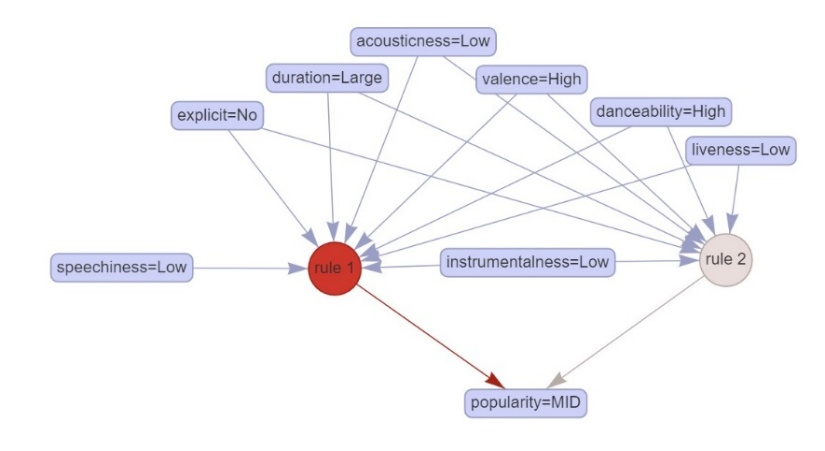 acousticness=Low
duration=Large
valence=High
explicit=No
danceability=High
liveness=Low
speechiness=Low
rule 1
instrumentalness=Low
rule 2
popularity=MID